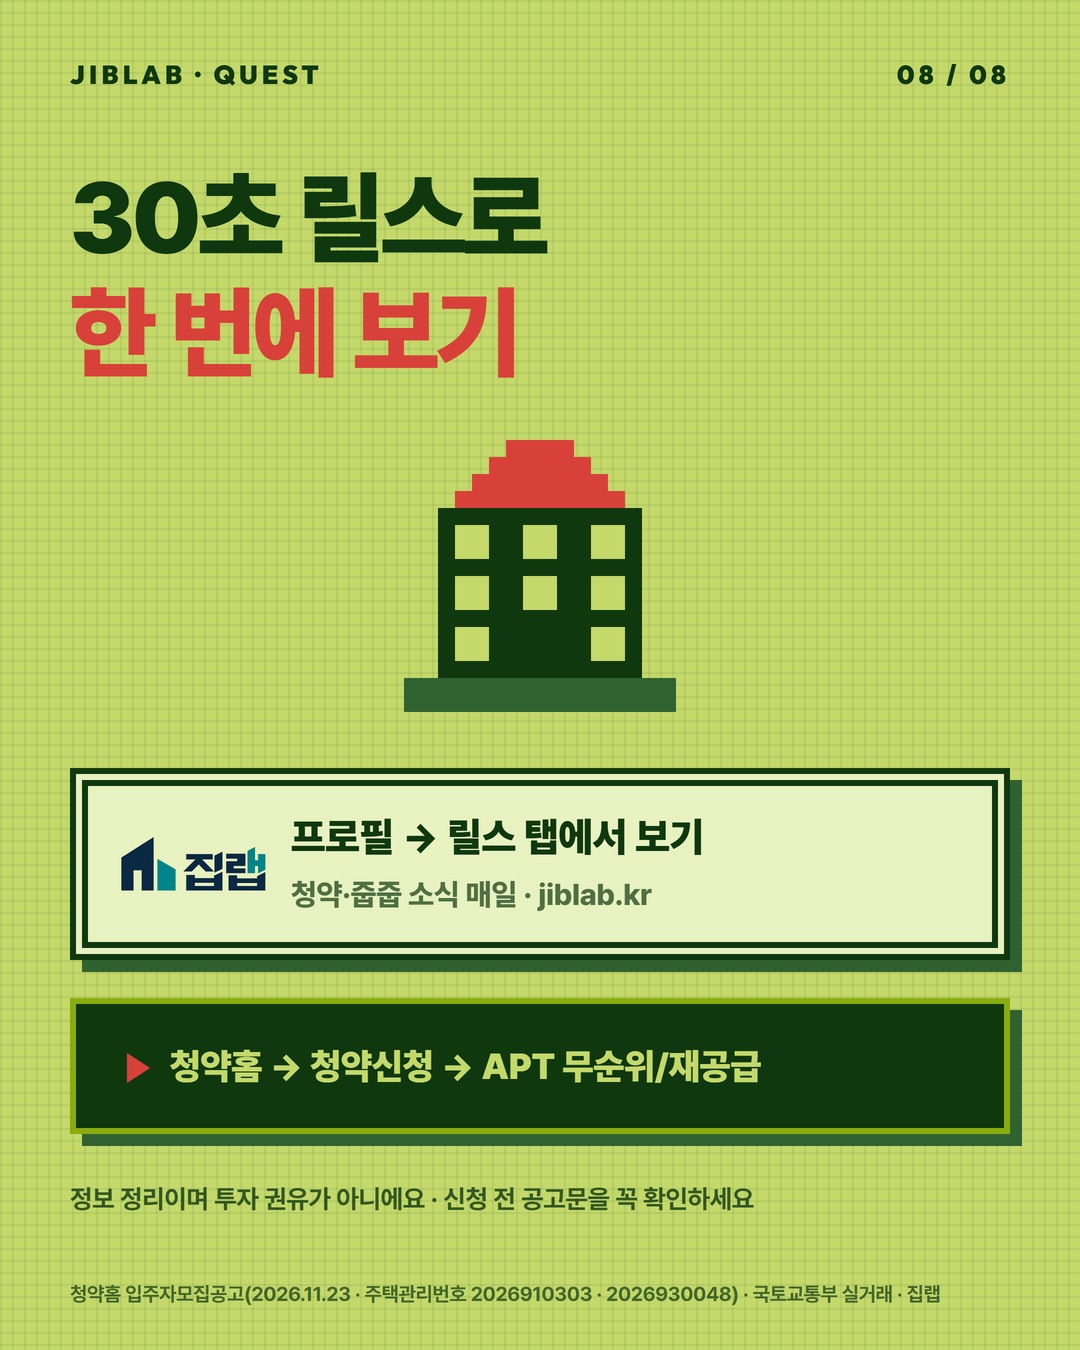 JIBLAB · QUEST
08 / 08
30초 릴스로
한 번에 보기
집랩
프로필 → 릴스 탭에서 보기
청약·줍줍 소식 매일 · jiblab.kr
▶ 청약홈 → 청약신청 → APT 무순위/재공급
정보 정리이며 투자 권유가 아니에요 · 신청 전 공고문을 꼭 확인하세요
청약홈 입주자모집공고(2026.11.23 · 주택관리번호 2026910303 · 2026930048) · 국토교통부 실거래 · 집랩